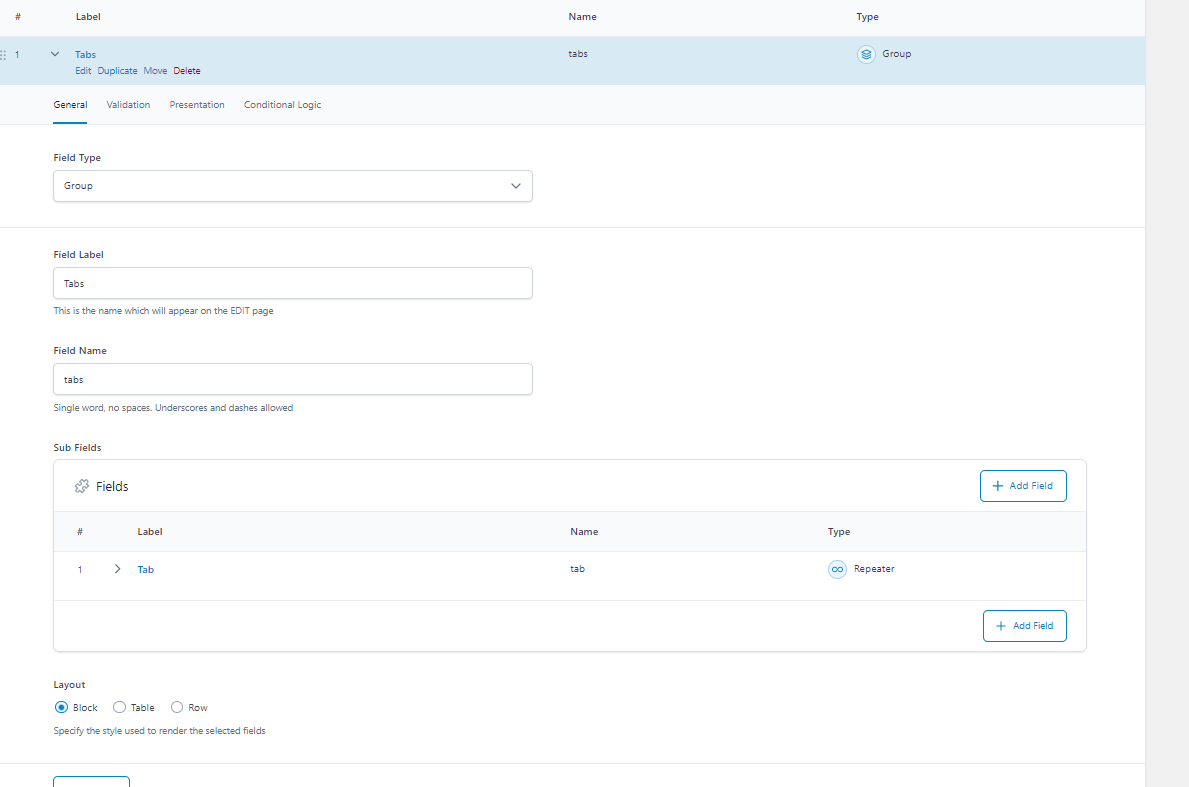 # Label Name Type
1 Tabs tabs Group
Edit Duplicate Move Delete
General Validation Presentation Conditional Logic
Field Type
Group
Field Label
Tabs
This is the name which will appear on the EDIT page
Field Name
tabs
Single word, no spaces. Underscores and dashes allowed
Sub Fields
Fields + Add Field
# Label Name Type
1 Tab tab Repeater
+ Add Field
Layout
Block Table Row
Specify the style used to render the selected fields